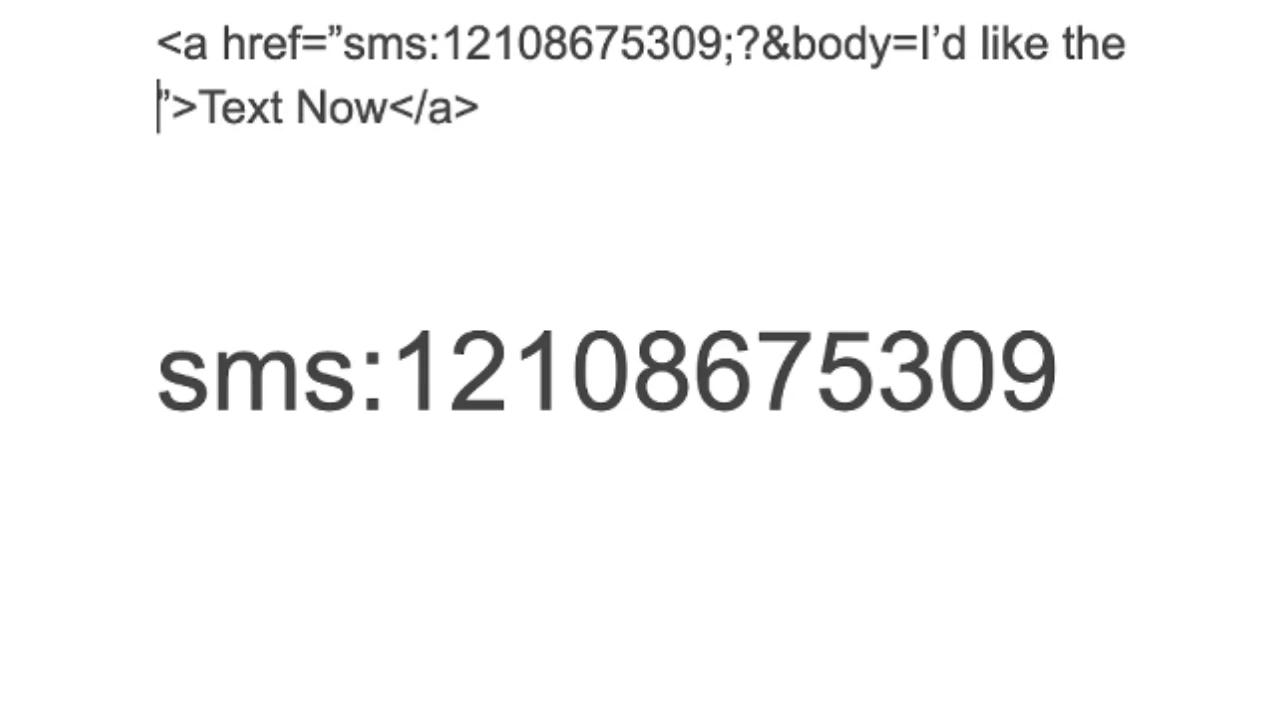 <a href=”sms:12108675309;?&body=I’d like the
”>Text Now</a>
sms:12108675309